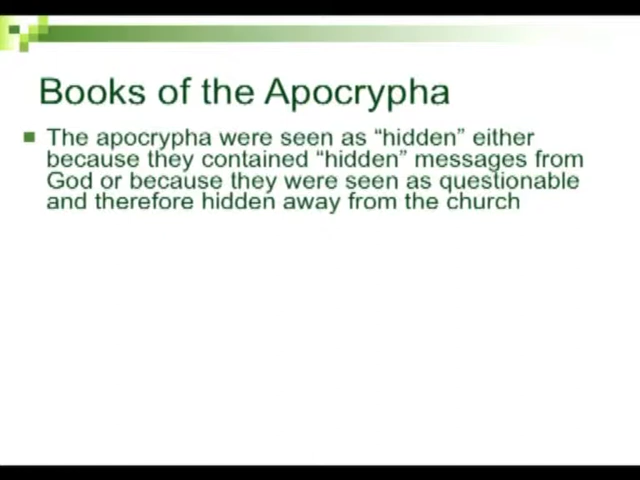 Books of the Apocrypha
The apocrypha were seen as “hidden” either
because they contained “hidden” messages from
God or because they were seen as questionable
and therefore hidden away from the church